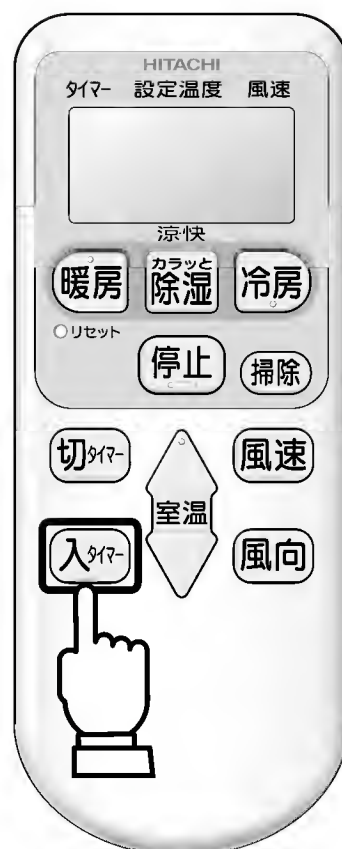 HITACHI
タイマー 設定温度 風速
涼・快
暖房 カラッと除湿 冷房
リセット
停止 掃除
切タイマー 室温 風速
入タイマー 風向